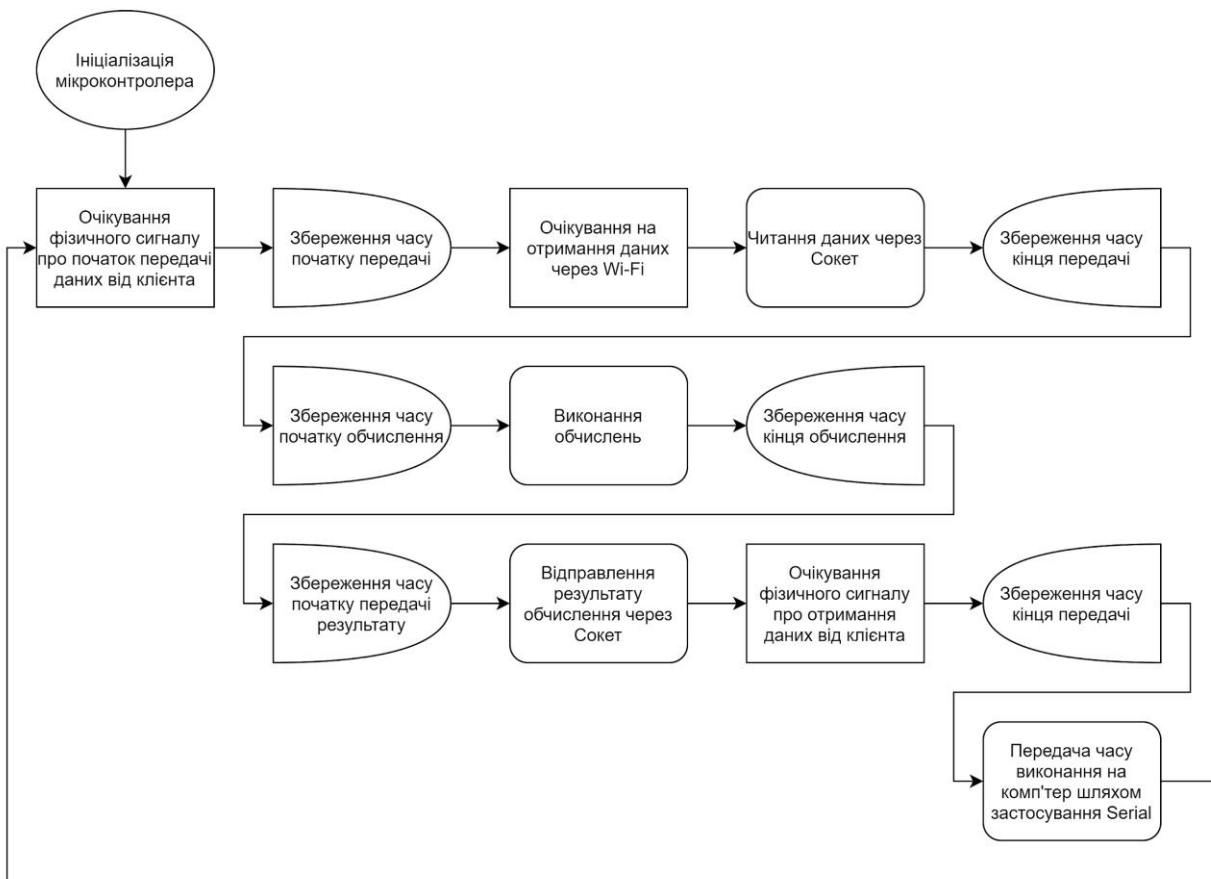 Ініціалізація
мікроконтролера
Очікування
фізичного сигналу
про початок передачі
даних від клієнта
Збереження часу
початку передачі
Очікування на
отримання даних
через Wi-Fi
Читання даних через
Сокет
Збереження часу
кінця передачі
Збереження часу
початку обчислення
Виконання
обчислень
Збереження часу
кінця обчислення
Збереження часу
початку передачі
результату
Відправлення
результату
обчислення через
Сокет
Очікування
фізичного сигналу
про отримання
даних від клієнта
Збереження часу
кінця передачі
Передача часу
виконання на
комп'тер шляхом
застосування Serial